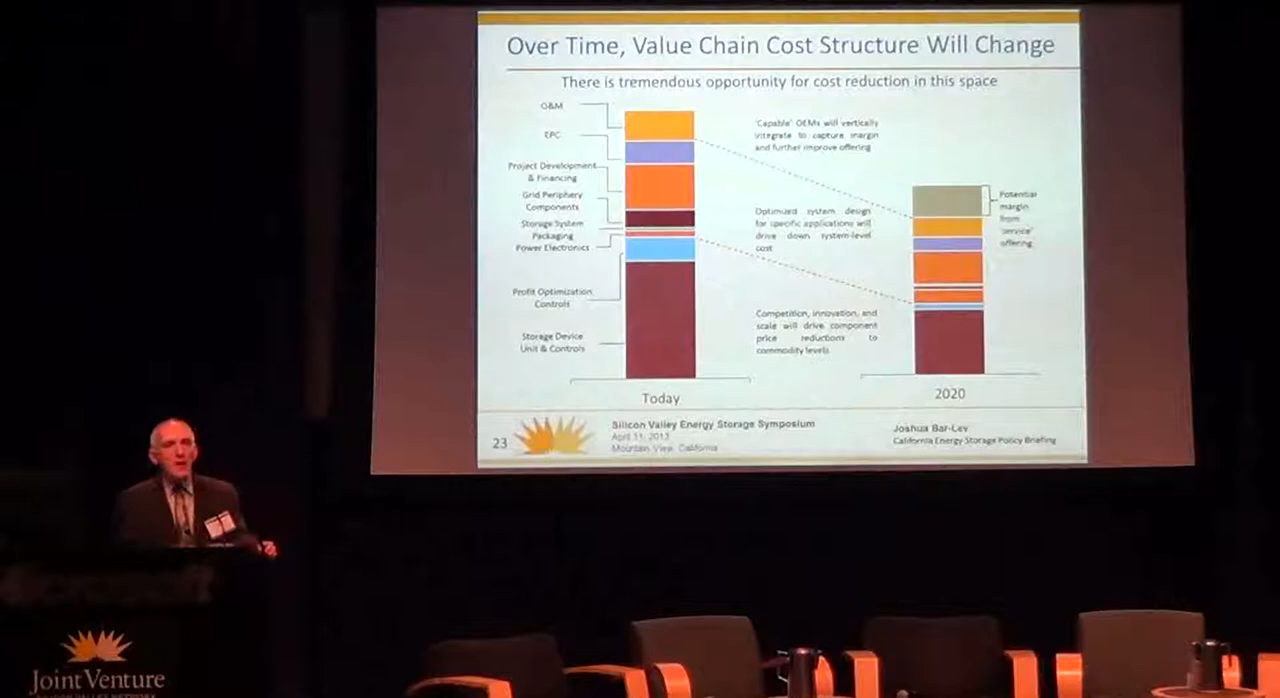 Over Time, Value Chain Cost Structure Will Change
There is tremendous opportunity for cost reduction in this space
O&M
EPC
Project Development
& Financing
Grid Periphery
Components
Storage System
Packaging
Power Electronics
Profit Optimization
Controls
Storage Device
Unit & Controls
'Capable' OEMs will vertically
integrate to capture margin
and further improve offering
Optimized system design
for specific applications will
drive down system-level
cost
Competition, innovation, and
scale will drive component
price reductions to
commodity levels
Potential
margin
from
'service'
offering
Today
2020
23
Silicon Valley Energy Storage Symposium
April 11, 2013
Mountain View, California
Joshua Bar-Lev
California Energy Storage Policy Briefing
Microsoft
Joint Venture
SILICON VALLEY NETWORK